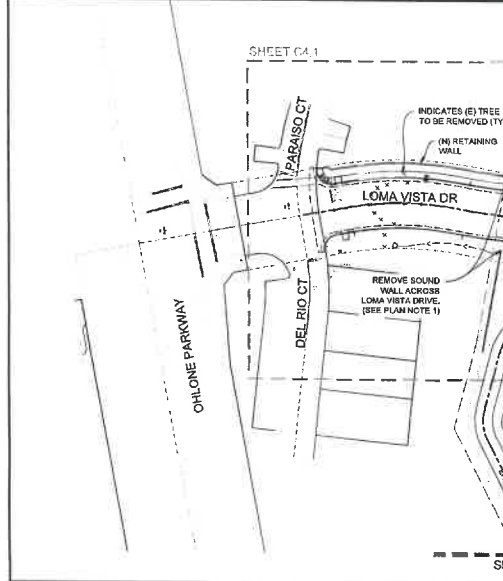 SHEET C4.1
INDICATES (E) TREE
TO BE REMOVED (TY
(N) RETAINING
WALL
PARAISO CT
LOMA VISTA DR
REMOVE SOUND
WALL ACROSS
LOMA VISTA DRIVE.
(SEE PLAN NOTE 1)
DEL RIO CT
OHLONE PARKWAY